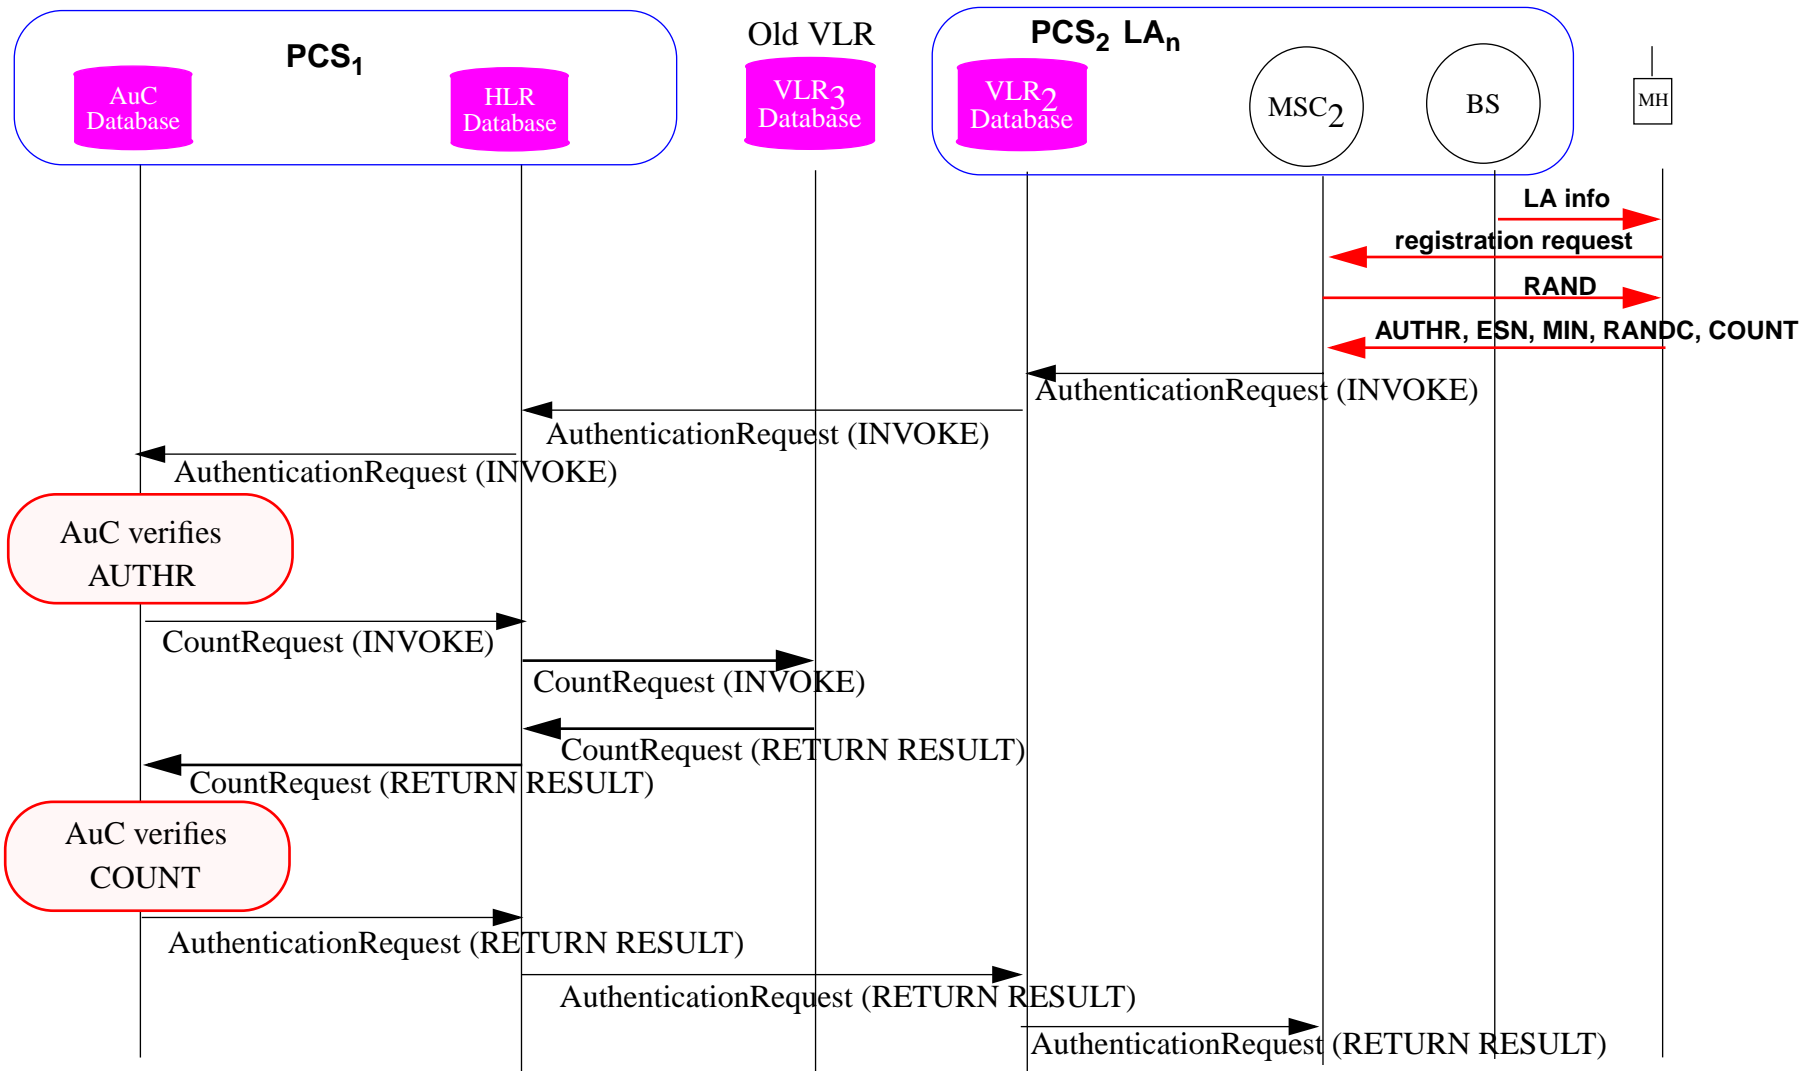 PCS1
Old VLR
PCS2 LAn
AuC
Database
HLR
Database
VLR3
Database
VLR2
Database
MSC2
BS
MH
LA info
registration request
RAND
AUTHR, ESN, MIN, RANDC, COUNT
AuthenticationRequest (INVOKE)
AuthenticationRequest (INVOKE)
AuthenticationRequest (INVOKE)
AuC verifies
AUTHR
CountRequest (INVOKE)
CountRequest (INVOKE)
CountRequest (RETURN RESULT)
CountRequest (RETURN RESULT)
AuC verifies
COUNT
AuthenticationRequest (RETURN RESULT)
AuthenticationRequest (RETURN RESULT)
AuthenticationRequest (RETURN RESULT)